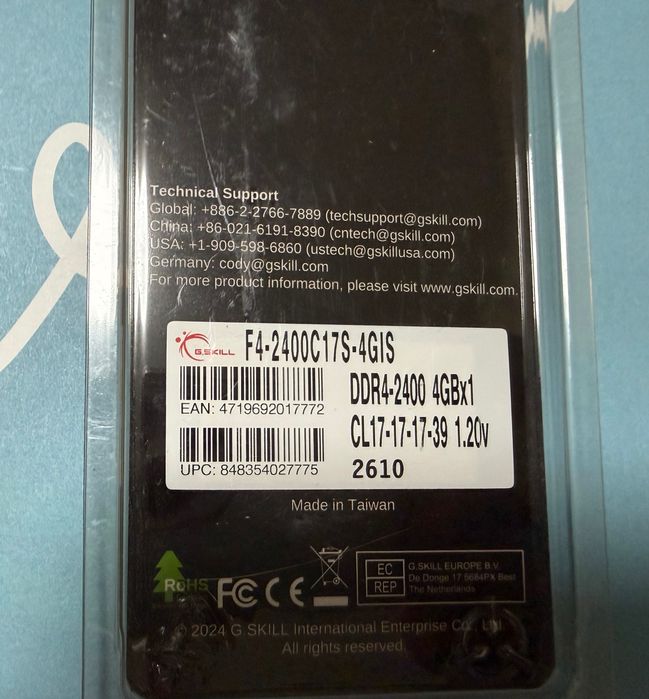 Technical Support
Global: +886-2-2766-7889 (techsupport@gskill.com)
China: +86-021-6191-8390 (cntech@gskill.com)
USA: +1-909-598-6860 (ustech@gskillusa.com)
Germany: cody@gskill.com
For more product information, please visit www.gskill.com.
G.SKILL F4-2400C17S-4GIS
DDR4-2400 4GBx1
EAN: 4719692017772
CL17-17-17-39 1.20v
UPC: 848354027775
2610
Made in Taiwan
RoHS
FC CE
EC REP
G.SKILL EUROPE B.V.
De Donge 17 5684PX Best
The Netherlands
© 2024 G.SKILL International Enterprise Co., Ltd.
All rights reserved.